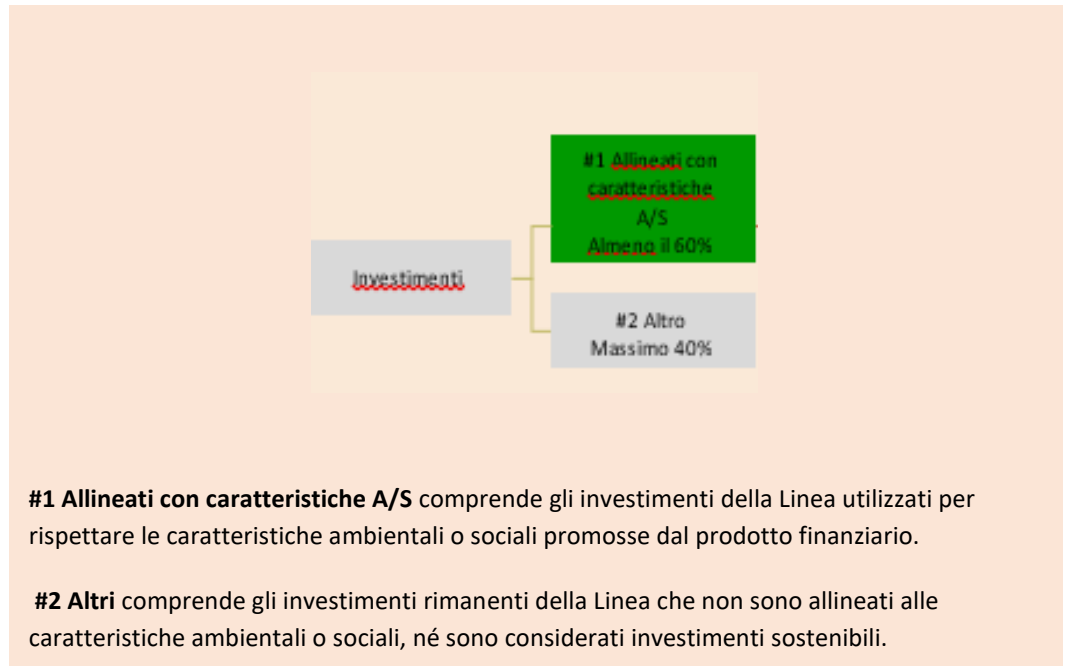 #1 Allineati con
caratteristiche
A/S
Almeno il 60%
Investimenti
#2 Altro
Massimo 40%
#1 Allineati con caratteristiche A/S comprende gli investimenti della Linea utilizzati per
rispettare le caratteristiche ambientali o sociali promosse dal prodotto finanziario.
#2 Altri comprende gli investimenti rimanenti della Linea che non sono allineati alle
caratteristiche ambientali o sociali, né sono considerati investimenti sostenibili.